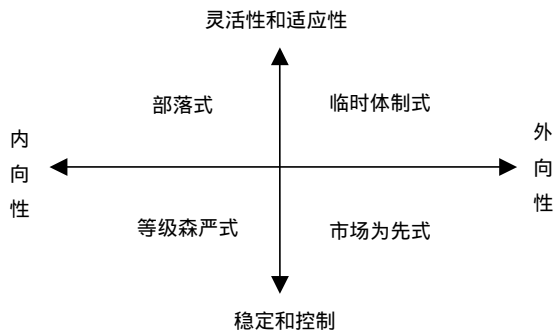 灵活性和适应性
部落式
临时体制式
内向性
外向性
等级森严式
市场为先式
稳定和控制